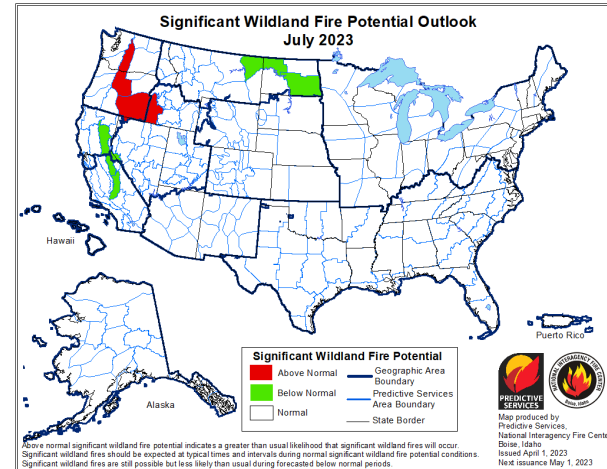 Significant Wildland Fire Potential Outlook
July 2023
Hawaii
Alaska
Puerto Rico
Significant Wildland Fire Potential
Above Normal
Below Normal
Normal
Geographic Area
Boundary
Predictive Services
Area Boundary
State Border
PREDICTIVE
SERVICES
NATIONAL INTERAGENCY FIRE CENTER
Boise, Idaho
Map produced by
Predictive Services,
National Interagency Fire Cente
Boise, Idaho
Issued April 1, 2023
Next issuance May 1, 2023
Above normal significant wildland fire potential indicates a greater than usual likelihood that significant wildland fires will occur.
Significant wildland fires should be expected at typical times and intervals during normal significant wildland fire potential conditions.
Significant wildland fires are still possible but less likely than usual during forecasted below normal periods.